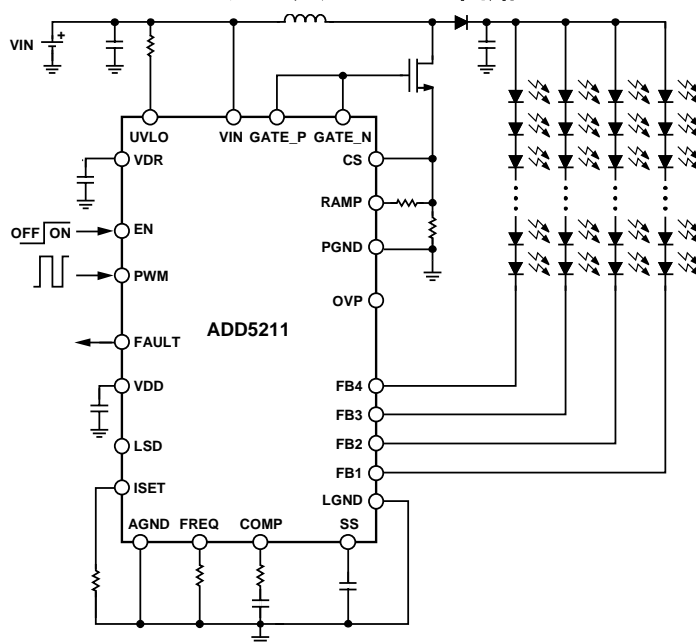 VIN
+
UVLO VIN GATE_P GATE_N
VDR
CS
RAMP
OFF ON
EN
PGND
PWM
OVP
ADD5211
FAULT
VDD
FB4
FB3
LSD
FB2
FB1
ISET
LGND
AGND FREQ COMP SS